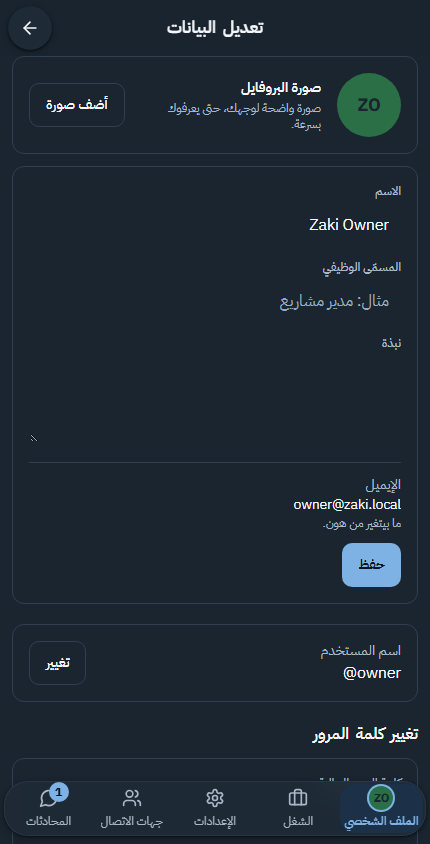 تعديل البيانات
ZO
صورة البروفايل
صورة واضحة لوجهك، حتى يعرفوك
بسرعة.
أضف صورة
الاسم
Zaki Owner
المسمّى الوظيفي
مثال: مدير مشاريع
نبذة
الإيميل
owner@zaki.local
ما بيتغير من هون.
حفظ
اسم المستخدم
@owner
تغيير
تغيير كلمة المرور
ZO
الملف الشخصي
الشغل
الإعدادات
جهات الاتصال
1
المحادثات